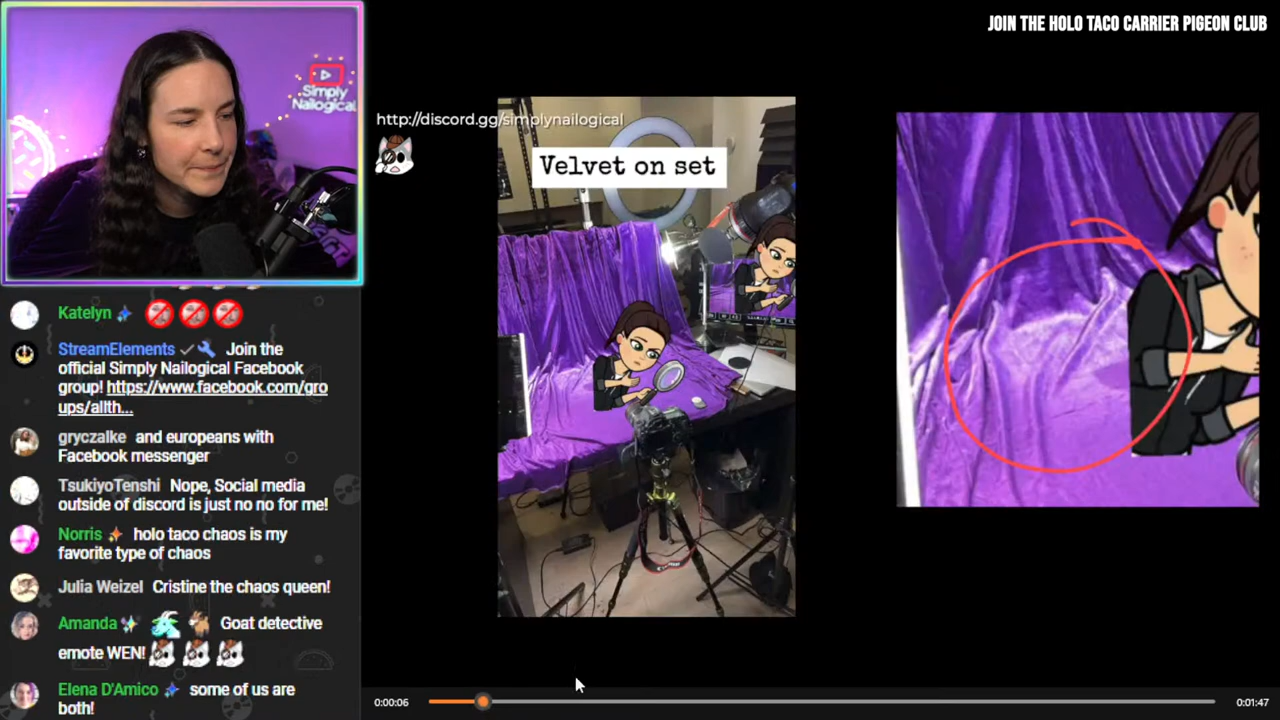 JOIN THE HOLO TACO CARRIER PIGEON CLUB
Simply
Nailogical
http://discord.gg/simplynailogical
Velvet on set
Katelyn
StreamElements Join the
official Simply Nailogical Facebook
group! https://www.facebook.com/gro
ups/allth...
gryczalke and europeans with
Facebook messenger
TsukiyoTenshi Nope, Social media
outside of discord is just no no for me!
Norris holo taco chaos is my
favorite type of chaos
Julia Weizel Cristine the chaos queen!
Amanda Goat detective
emote WEN!
Elena D'Amico some of us are
both!
0:00:06
0:01:47